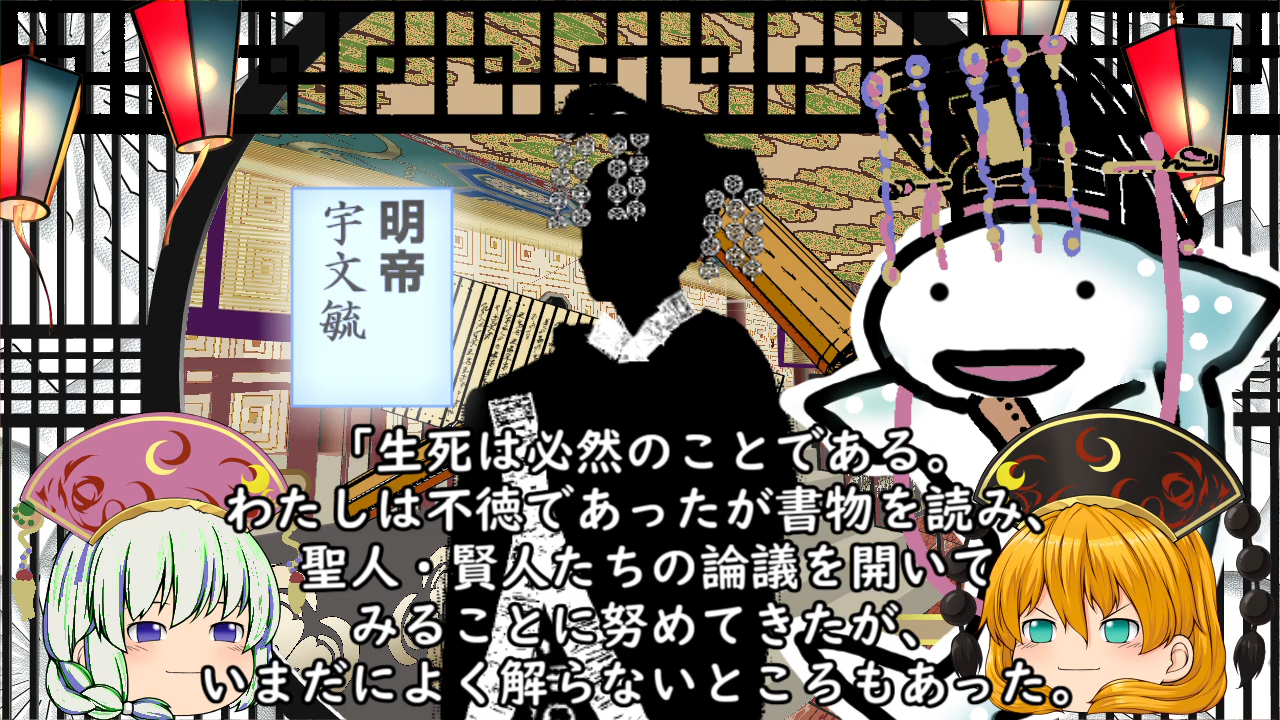 明帝
宇文毓
「生死は必然のことである。
わたしは不徳であったが書物を読み、
聖人・賢人たちの論議を開いて
みることに努めてきたが、
いまだによく解らないところもあった。